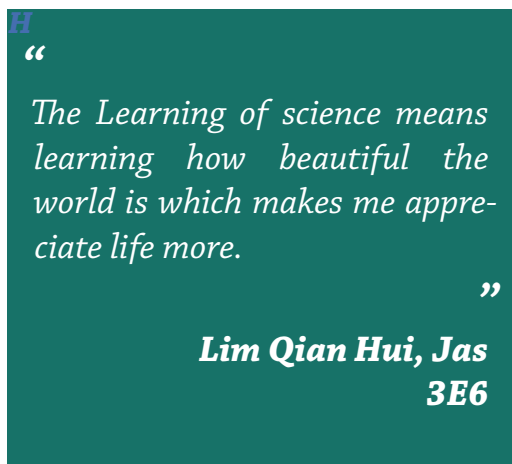 H
“
The Learning of science means
learning how beautiful the
world is which makes me appre-
ciate life more.
”
Lim Qian Hui, Jas
3E6